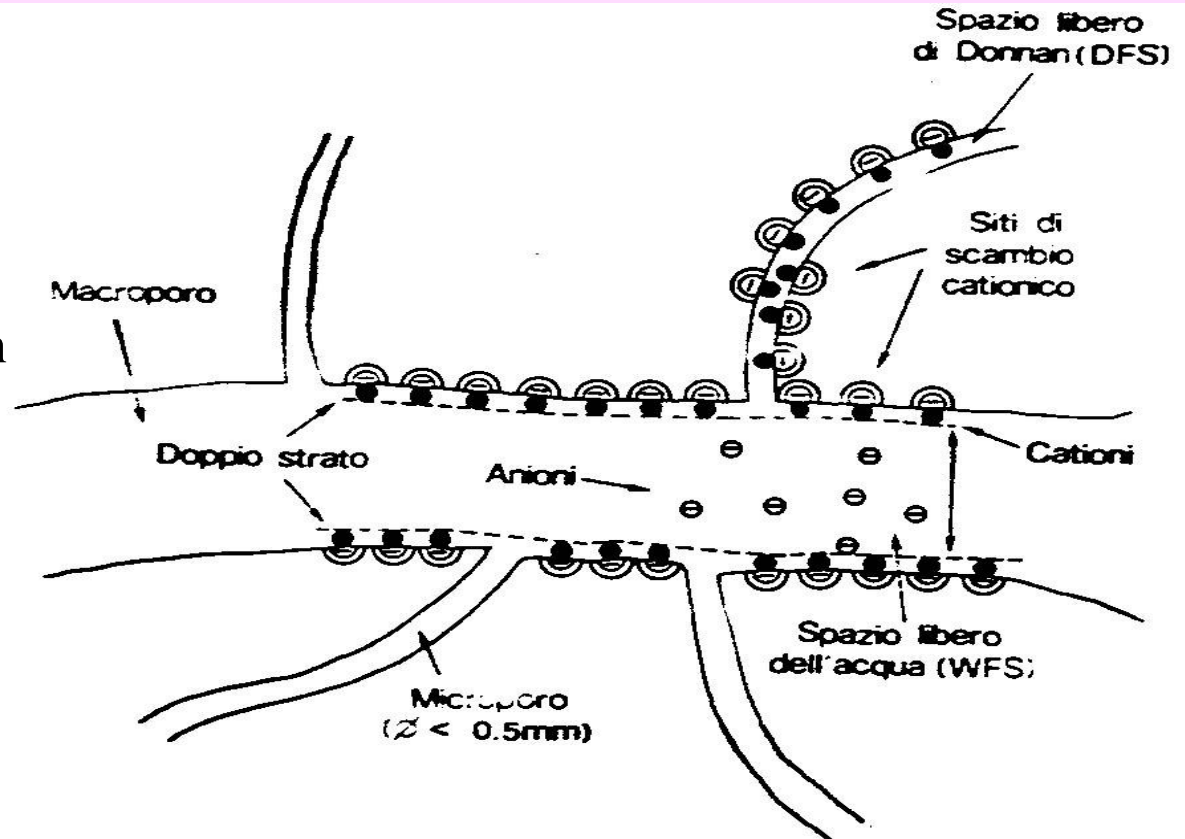 Spazio libero
di Donnan (DFS)
Siti di
scambio
cationico
Macroporo
Doppio strato
Anioni
Cationi
Spazio libero
dell'acqua (WFS)
Microporo
(Ø < 0.5mm)